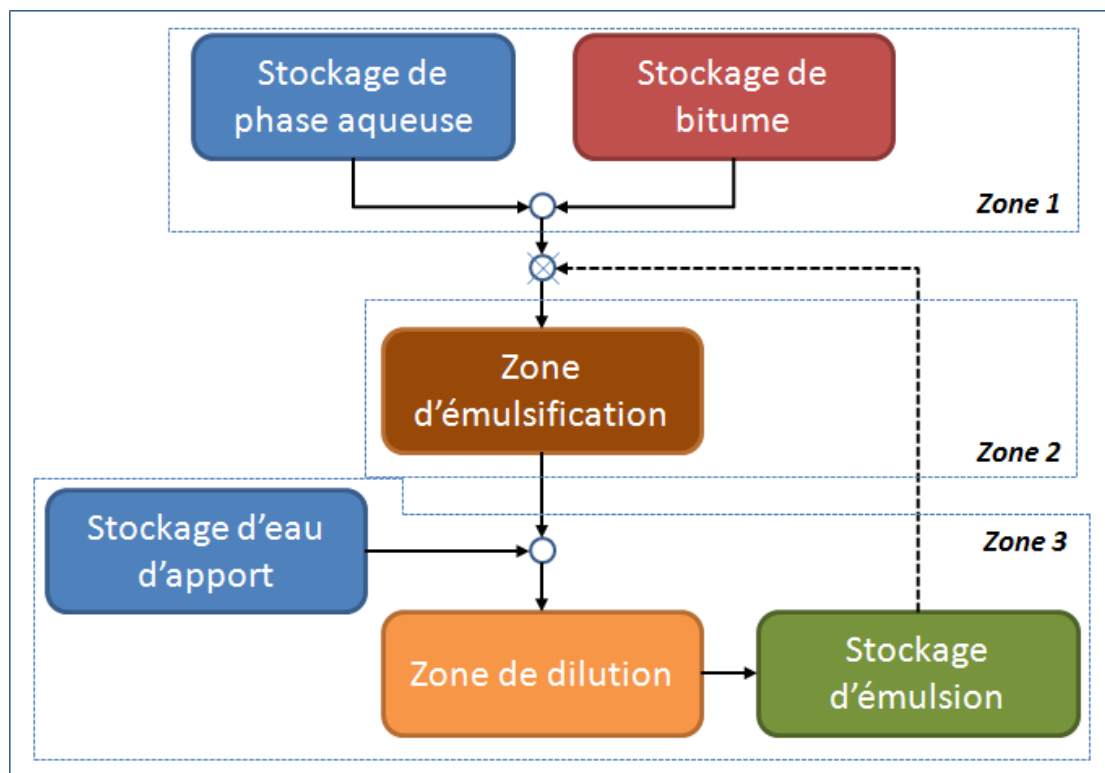 Stockage de
phase aqueuse
Stockage de
bitume
Zone 1
Zone
d'émulsification
Zone 2
Stockage d'eau
d'apport
Zone 3
Zone de dilution
Stockage
d'émulsion